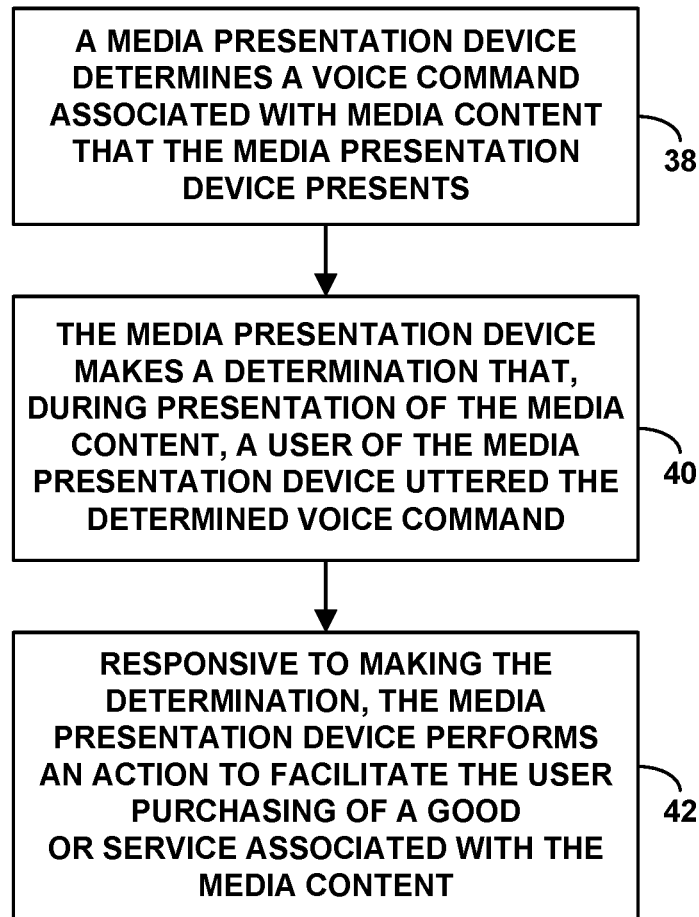 A MEDIA PRESENTATION DEVICE
DETERMINES A VOICE COMMAND
ASSOCIATED WITH MEDIA CONTENT
THAT THE MEDIA PRESENTATION
DEVICE PRESENTS
38
THE MEDIA PRESENTATION DEVICE
MAKES A DETERMINATION THAT,
DURING PRESENTATION OF THE MEDIA
CONTENT, A USER OF THE MEDIA
PRESENTATION DEVICE UTTERED THE
DETERMINED VOICE COMMAND
40
RESPONSIVE TO MAKING THE
DETERMINATION, THE MEDIA
PRESENTATION DEVICE PERFORMS
AN ACTION TO FACILITATE THE USER
PURCHASING OF A GOOD
OR SERVICE ASSOCIATED WITH THE
MEDIA CONTENT
42